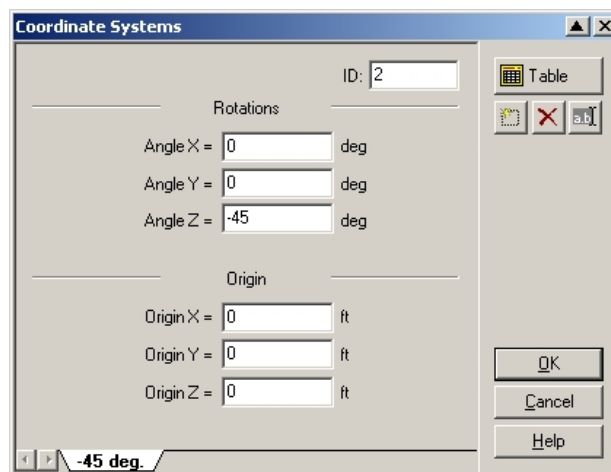 Coordinate Systems
ID: 2
Table
Rotations
a.b
Angle X = 0 deg
Angle Y = 0 deg
Angle Z = -45 deg
Origin
Origin X = 0 ft
Origin Y = 0 ft
Origin Z = 0 ft
OK
Cancel
Help
-45 deg.